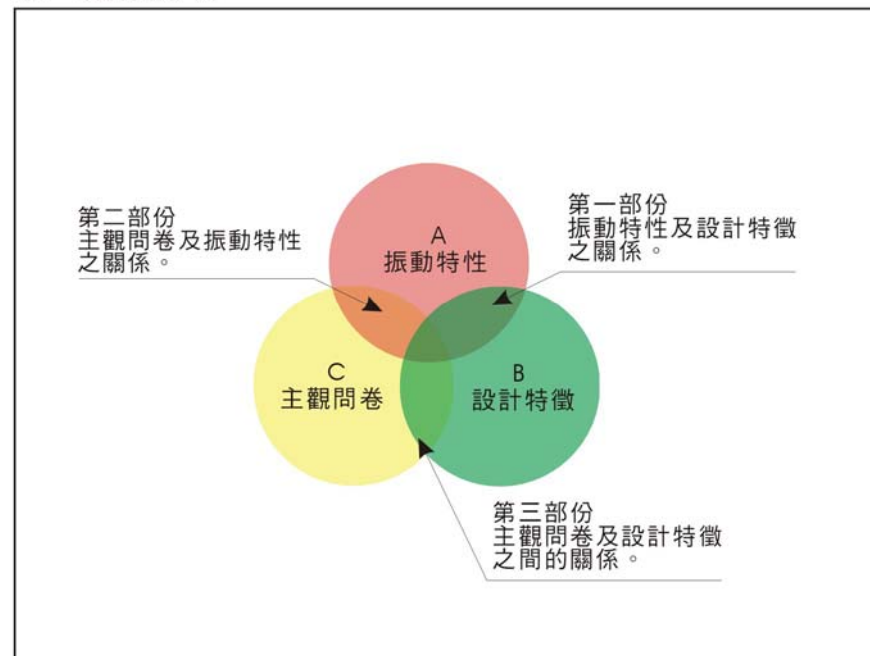 第二部份
主觀問卷及振動特性
之關係。
第一部份
振動特性及設計特徵
之關係。
A
振動特性
C
主觀問卷
B
設計特徵
第三部份
主觀問卷及設計特徵
之間的關係。